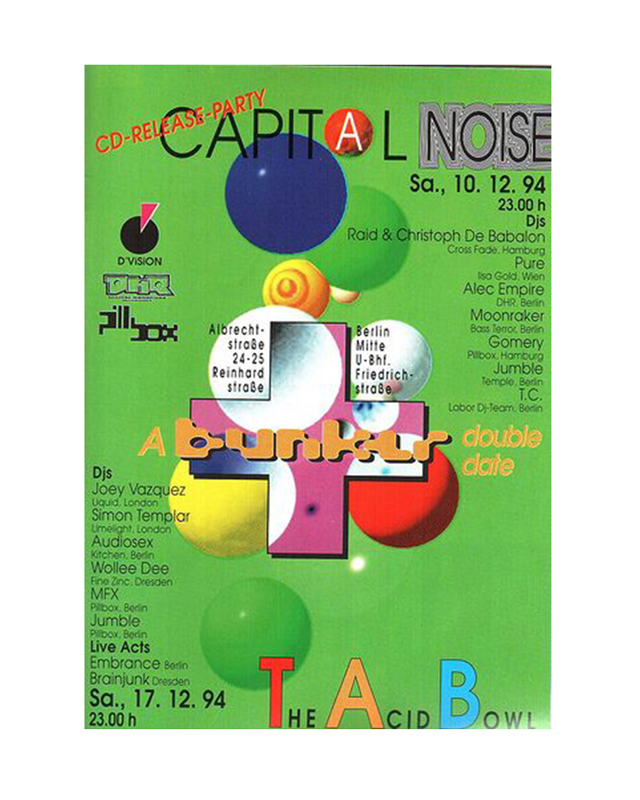 CD-RELEASE-PARTY
CAPITAL NOISE
Sa., 10. 12. 94
23.00 h
Djs
Raid & Christoph De Babalon
Cross Fade, Hamburg
Pure
Ilsa Gold, Wien
Alec Empire
DHR, Berlin
Moonraker
Bass Terror, Berlin
Gomery
Pillbox, Hamburg
Jumble
Temple, Berlin
T.C.
Labor Dj-Team, Berlin
D'ViSiON
DHR
pillbox
Albrecht-
straße
24-25
Reinhard
straße
Berlin
Mitte
U-Bhf.
Friedrich-
straße
A bunker double
date
Djs
Joey Vazquez
Liquid, London
Simon Templar
Limelight, London
Audiosex
Kitchen, Berlin
Wollee Dee
Fine Zinc, Dresden
MFX
Pillbox, Berlin
Jumble
Pillbox, Berlin
Live Acts
Embrance Berlin
Brainjunk Dresden
Sa., 17. 12. 94
23.00 h
THE ACID BOWL